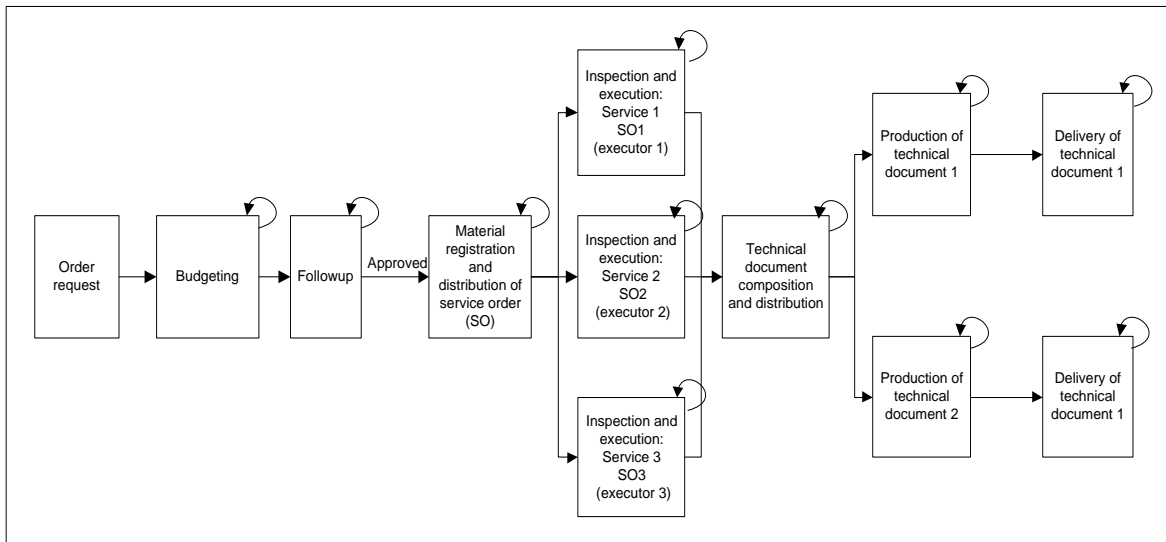 Order
request
Budgeting
Followup
Approved
Material
registration
and
distribution of
service order
(SO)
Inspection and
execution:
Service 1
SO1
(executor 1)
Inspection and
execution:
Service 2
SO2
(executor 2)
Inspection and
execution:
Service 3
SO3
(executor 3)
Technical
document
composition
and distribution
Production of
technical
document 1
Delivery of
technical
document 1
Production of
technical
document 2
Delivery of
technical
document 1